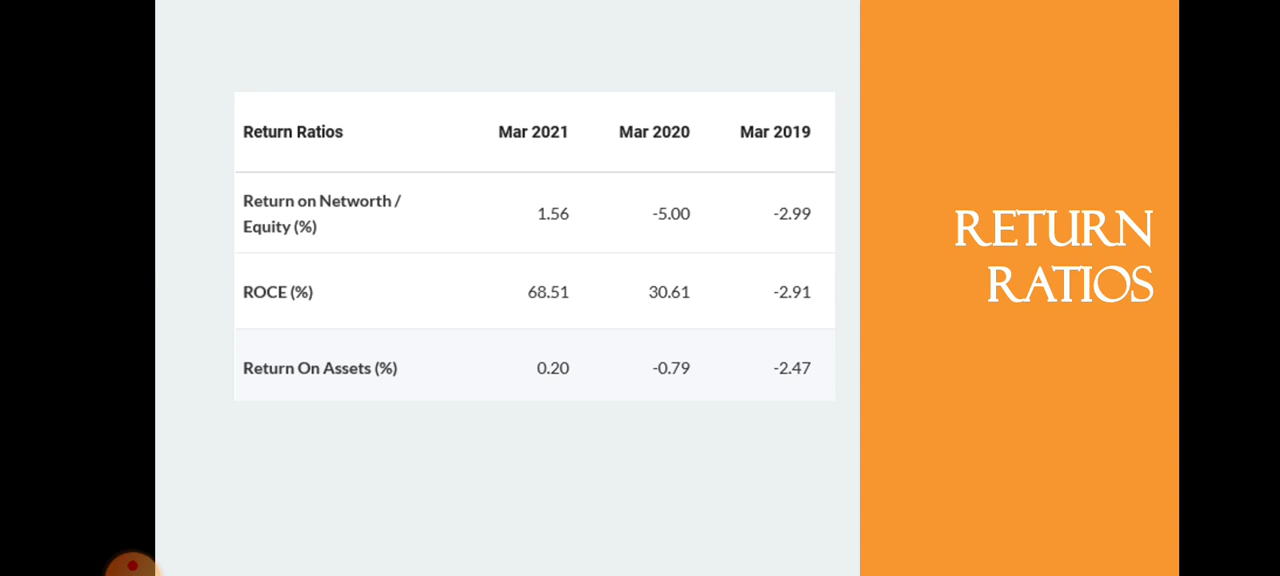 Return Ratios Mar 2021 Mar 2020 Mar 2019
Return on Networth /
Equity (%) 1.56 -5.00 -2.99
ROCE (%) 68.51 30.61 -2.91
Return On Assets (%) 0.20 -0.79 -2.47
RETURN
RATIOS